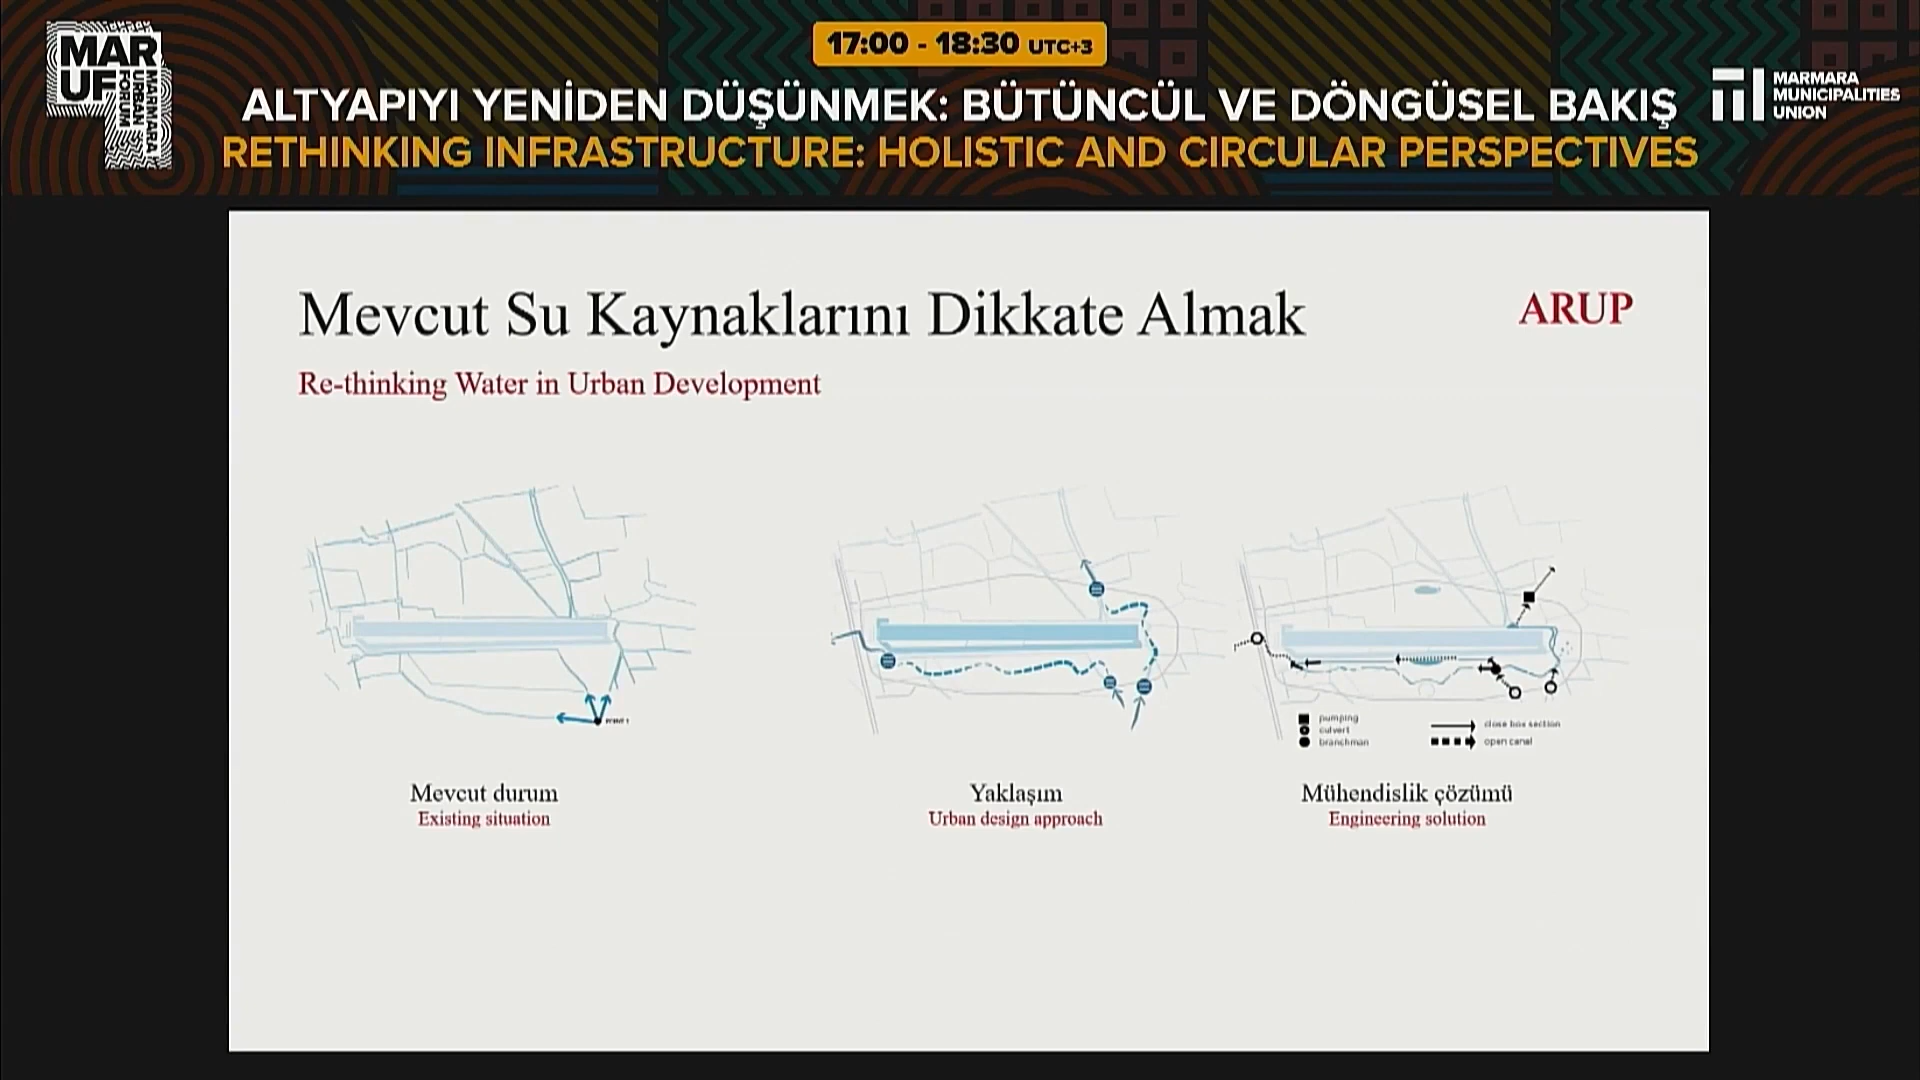 MAR
UF
MARMARA
URBAN
FORUM
17:00 - 18:30 UTC+3
ALTYAPIYI YENİDEN DÜŞÜNMEK: BÜTÜNCÜL VE DÖNGÜSEL BAKIŞ
RETHINKING INFRASTRUCTURE: HOLISTIC AND CIRCULAR PERSPECTIVES
MARMARA
MUNICIPALITIES
UNION
Mevcut Su Kaynaklarını Dikkate Almak
ARUP
Re-thinking Water in Urban Development
pumping
culvert
branchman
close box section
open canal
Mevcut durum
Existing situation
Yaklaşım
Urban design approach
Mühendislik çözümü
Engineering solution